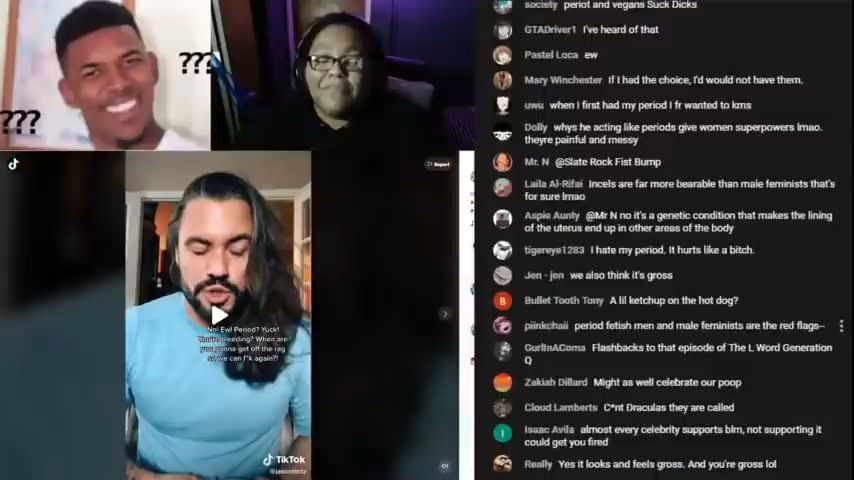 ???
???
Report
No! Ew! Period? Yuck!
You're bleeding? When are
you gonna get off the rag
so we can f*k again?!
TikTok
society periot and vegans Suck Dicks
GTADriver1 I've heard of that
Pastel Loca ew
Mary Winchester If I had the choice, I'd would not have them.
uwu when I first had my period I fr wanted to kms
Dolly whys he acting like periods give women superpowers lmao.
theyre painful and messy
Mr. N @Slate Rock Fist Bump
Laila Al-Rifai Incels are far more bearable than male feminists that's
for sure lmao
Aspie Aunty @Mr N no it's a genetic condition that makes the lining
of the uterus end up in other areas of the body
tigereye1283 I hate my period. It hurts like a bitch.
Jen - jen we also think it's gross
B Bullet Tooth Tony A lil ketchup on the hot dog?
piinkchaii period fetish men and male feminists are the red flags--
GurlInAComa Flashbacks to that episode of The L Word Generation
Q
Zakiah Dillard Might as well celebrate our poop
Cloud Lamberts C*nt Draculas they are called
I Isaac Avila almost every celebrity supports blm, not supporting it
could get you fired
Really Yes it looks and feels gross. And you're gross lol